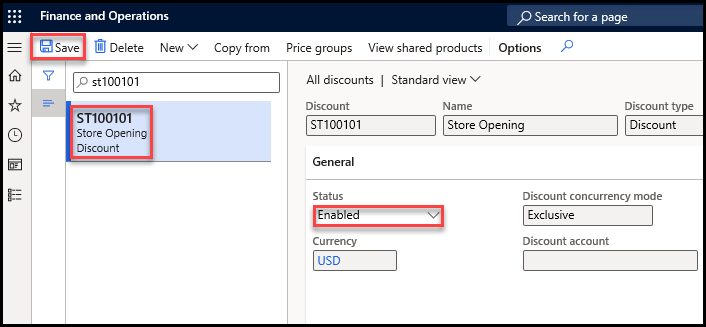 Finance and Operations
Search for a page
Save Delete New Copy from Price groups View shared products Options
st100101
ST100101
Store Opening
Discount
All discounts | Standard view
Discount Name Discount type
ST100101 Store Opening Discount
General
Status Discount concurrency mode
Enabled Exclusive
Currency Discount account
USD